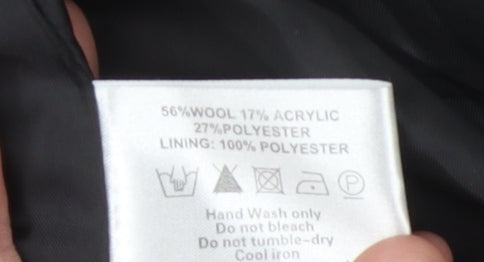 56%WOOL 17% ACRYLIC
27%POLYESTER
LINING: 100% POLYESTER
P
Hand Wash only
Do not bleach
Do not tumble-dry
Cool iron